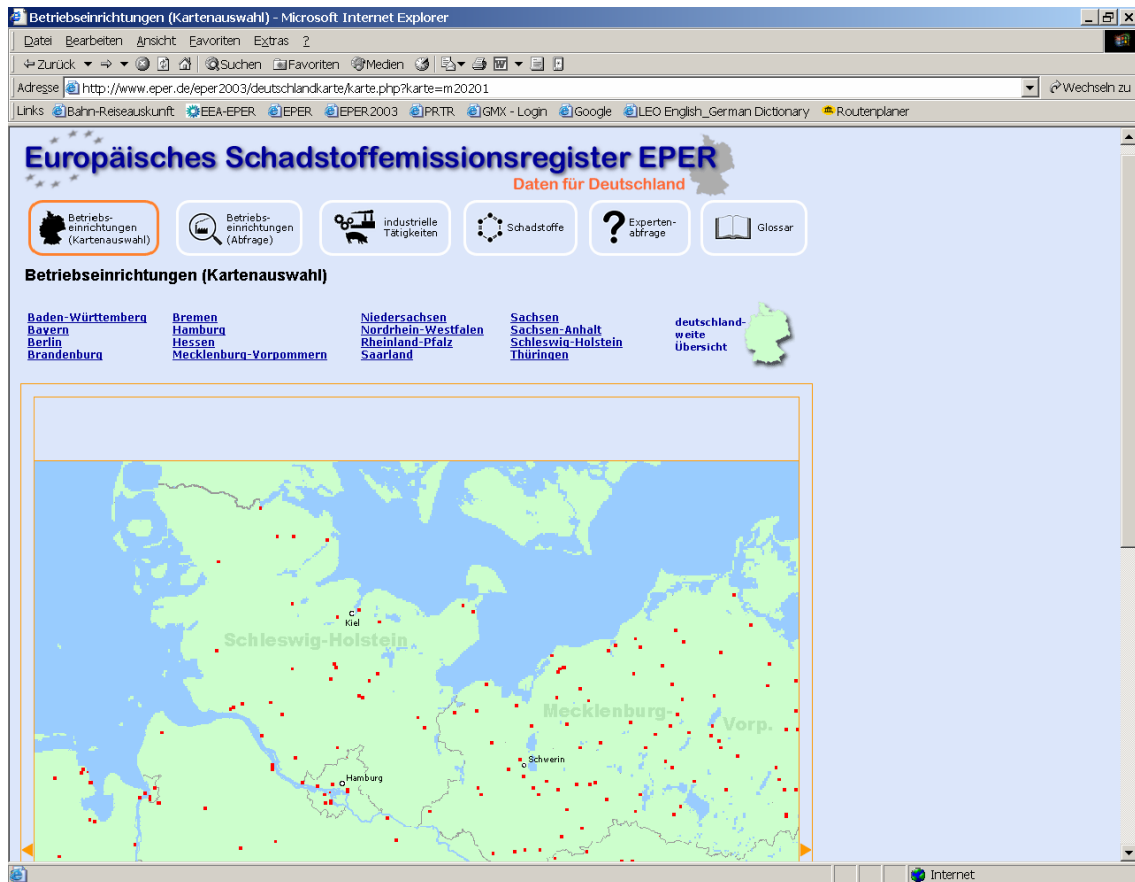 Betriebseinrichtungen (Kartenauswahl) - Microsoft Internet Explorer
Datei Bearbeiten Ansicht Favoriten Extras ?
Zurück Suchen Favoriten Medien
Adresse http://www.eper.de/eper2003/deutschlandkarte/karte.php?karte=m20201 Wechseln zu
Links Bahn-Reiseauskunft EEA-EPER EPER EPER2003 PRTR GMX - Login Google LEO English_German Dictionary Routenplaner
Europäisches Schadstoffemissionsregister EPER
Daten für Deutschland
Betriebs-
einrichtungen
(Kartenauswahl)
Betriebs-
einrichtungen
(Abfrage)
industrielle
Tätigkeiten
Schadstoffe
Experten-
abfrage
Glossar
Betriebseinrichtungen (Kartenauswahl)
Baden-Württemberg Bremen Niedersachsen Sachsen
Bayern Hamburg Nordrhein-Westfalen Sachsen-Anhalt
Berlin Hessen Rheinland-Pfalz Schleswig-Holstein
Brandenburg Mecklenburg-Vorpommern Saarland Thüringen
deutschland-
weite
Übersicht
Kiel
Schleswig-Holstein
Mecklenburg-
Vorp.
Schwerin
Hamburg
Internet